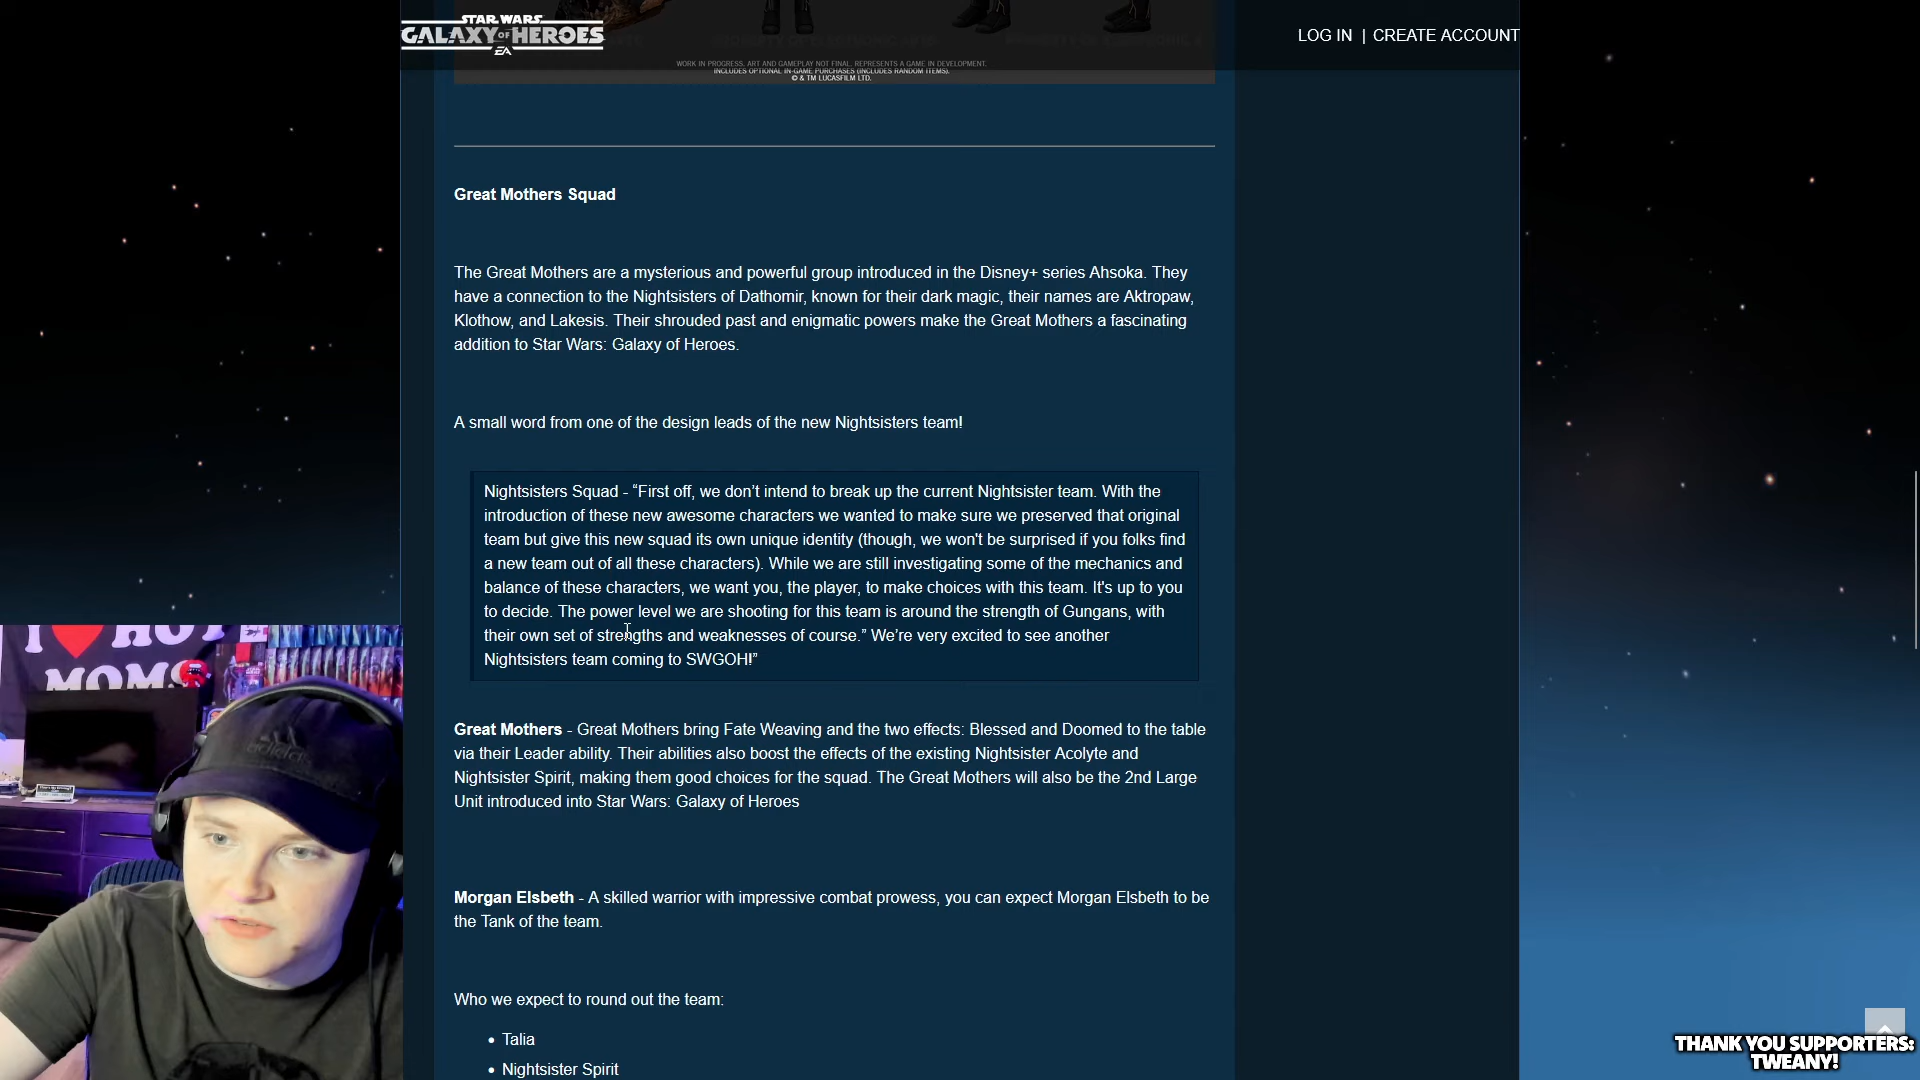 STAR WARS
GALAXY OF HEROES
EA
LOG IN | CREATE ACCOUNT
WORK IN PROGRESS, ART AND GAMEPLAY NOT FINAL. REPRESENTS A GAME IN DEVELOPMENT.
INCLUDES OPTIONAL IN-GAME PURCHASES (INCLUDES RANDOM ITEMS).
© & TM LUCASFILM LTD.
Great Mothers Squad
The Great Mothers are a mysterious and powerful group introduced in the Disney+ series Ahsoka. They
have a connection to the Nightsisters of Dathomir, known for their dark magic, their names are Aktropaw,
Klothow, and Lakesis. Their shrouded past and enigmatic powers make the Great Mothers a fascinating
addition to Star Wars: Galaxy of Heroes.
A small word from one of the design leads of the new Nightsisters team!
Nightsisters Squad - “First off, we don’t intend to break up the current Nightsister team. With the
introduction of these new awesome characters we wanted to make sure we preserved that original
team but give this new squad its own unique identity (though, we won't be surprised if you folks find
a new team out of all these characters). While we are still investigating some of the mechanics and
balance of these characters, we want you, the player, to make choices with this team. It's up to you
to decide. The power level we are shooting for this team is around the strength of Gungans, with
their own set of strengths and weaknesses of course.” We’re very excited to see another
Nightsisters team coming to SWGOH!”
Great Mothers - Great Mothers bring Fate Weaving and the two effects: Blessed and Doomed to the table
via their Leader ability. Their abilities also boost the effects of the existing Nightsister Acolyte and
Nightsister Spirit, making them good choices for the squad. The Great Mothers will also be the 2nd Large
Unit introduced into Star Wars: Galaxy of Heroes
Morgan Elsbeth - A skilled warrior with impressive combat prowess, you can expect Morgan Elsbeth to be
the Tank of the team.
Who we expect to round out the team:
• Talia
• Nightsister Spirit
I ❤ HOT
MOMS
adidas
THANK YOU SUPPORTERS:
TWEANY!